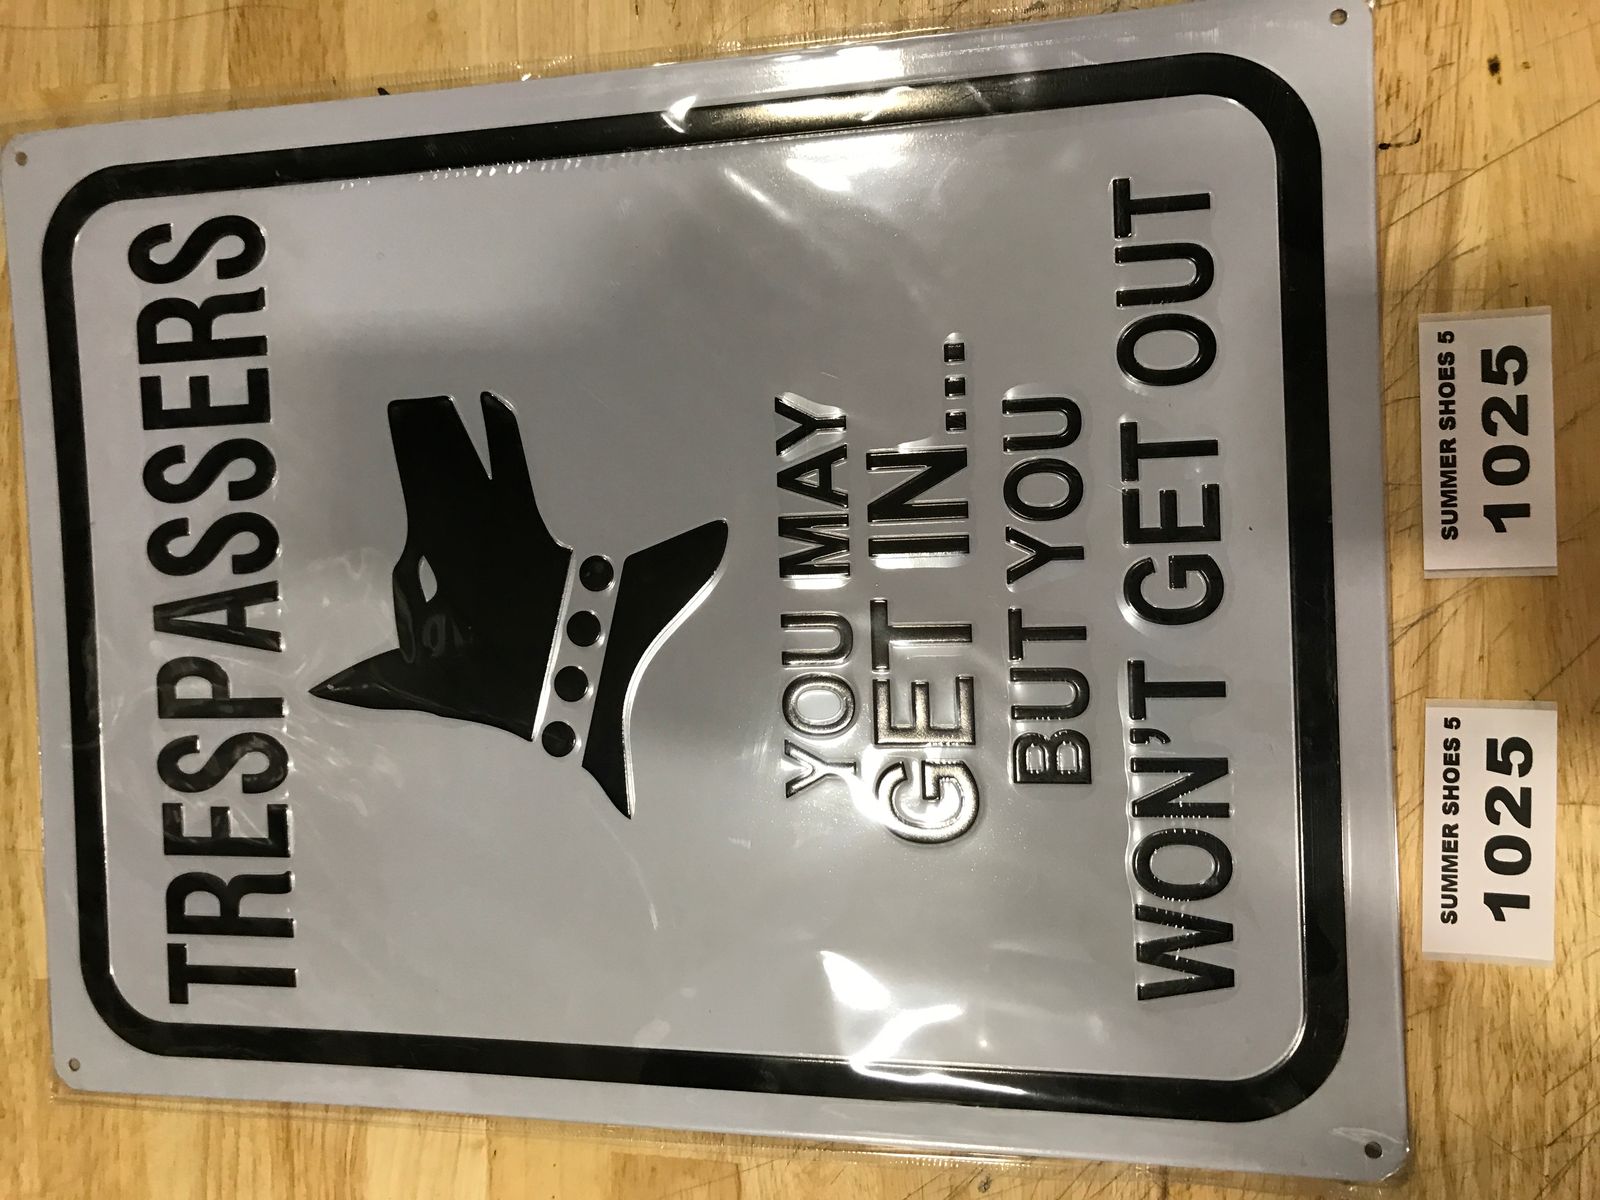 TRESPASSERS
YOU MAY
GET IN...
BUT YOU
WON'T GET OUT
SUMMER SHOES 5
1025
SUMMER SHOES 5
1025